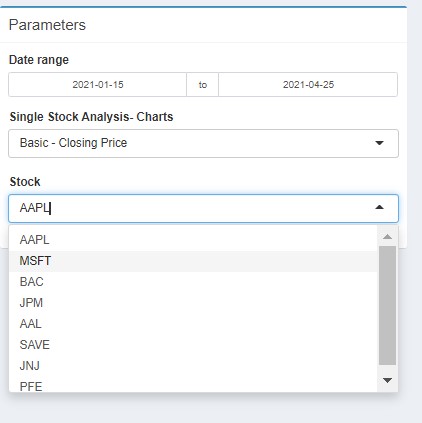 Parameters
Date range
2021-01-15 to 2021-04-25
Single Stock Analysis- Charts
Basic - Closing Price
Stock
AAPL
AAPL
MSFT
BAC
JPM
AAL
SAVE
JNJ
PFE